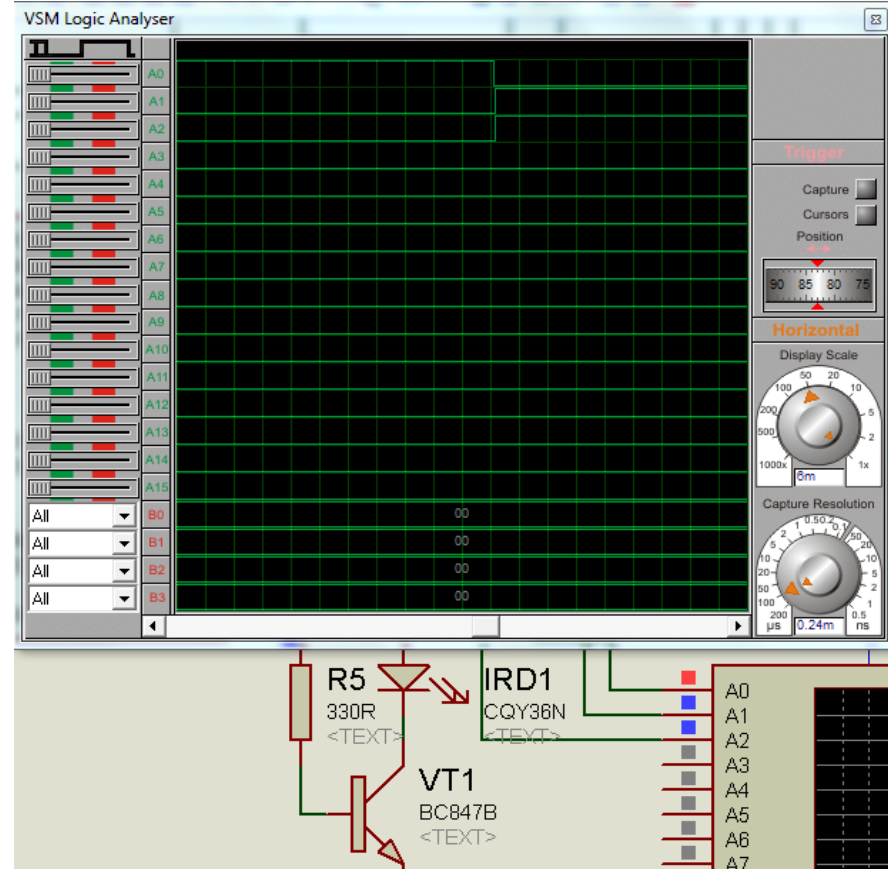 VSM Logic Analyser
A0
A1
A2
A3
A4
A5
A6
A7
A8
A9
A10
A11
A12
A13
A14
A15
All B0 00
All B1 00
All B2 00
All B3 00
Trigger
Capture
Cursors
Position
90 85 80 75
Horizontal
Display Scale
50 20
100 10
200 5
500 2
1000x 1x
6m
Capture Resolution
1 0.5 0.2 0.1 50
2 20
5 10
10 5
20 2
50 1
100 0.5
200
µs 0.24m ns
R5
330R
<TEXT>
IRD1
CQY36N
<TEXT>
VT1
BC847B
<TEXT>
A0
A1
A2
A3
A4
A5
A6
A7